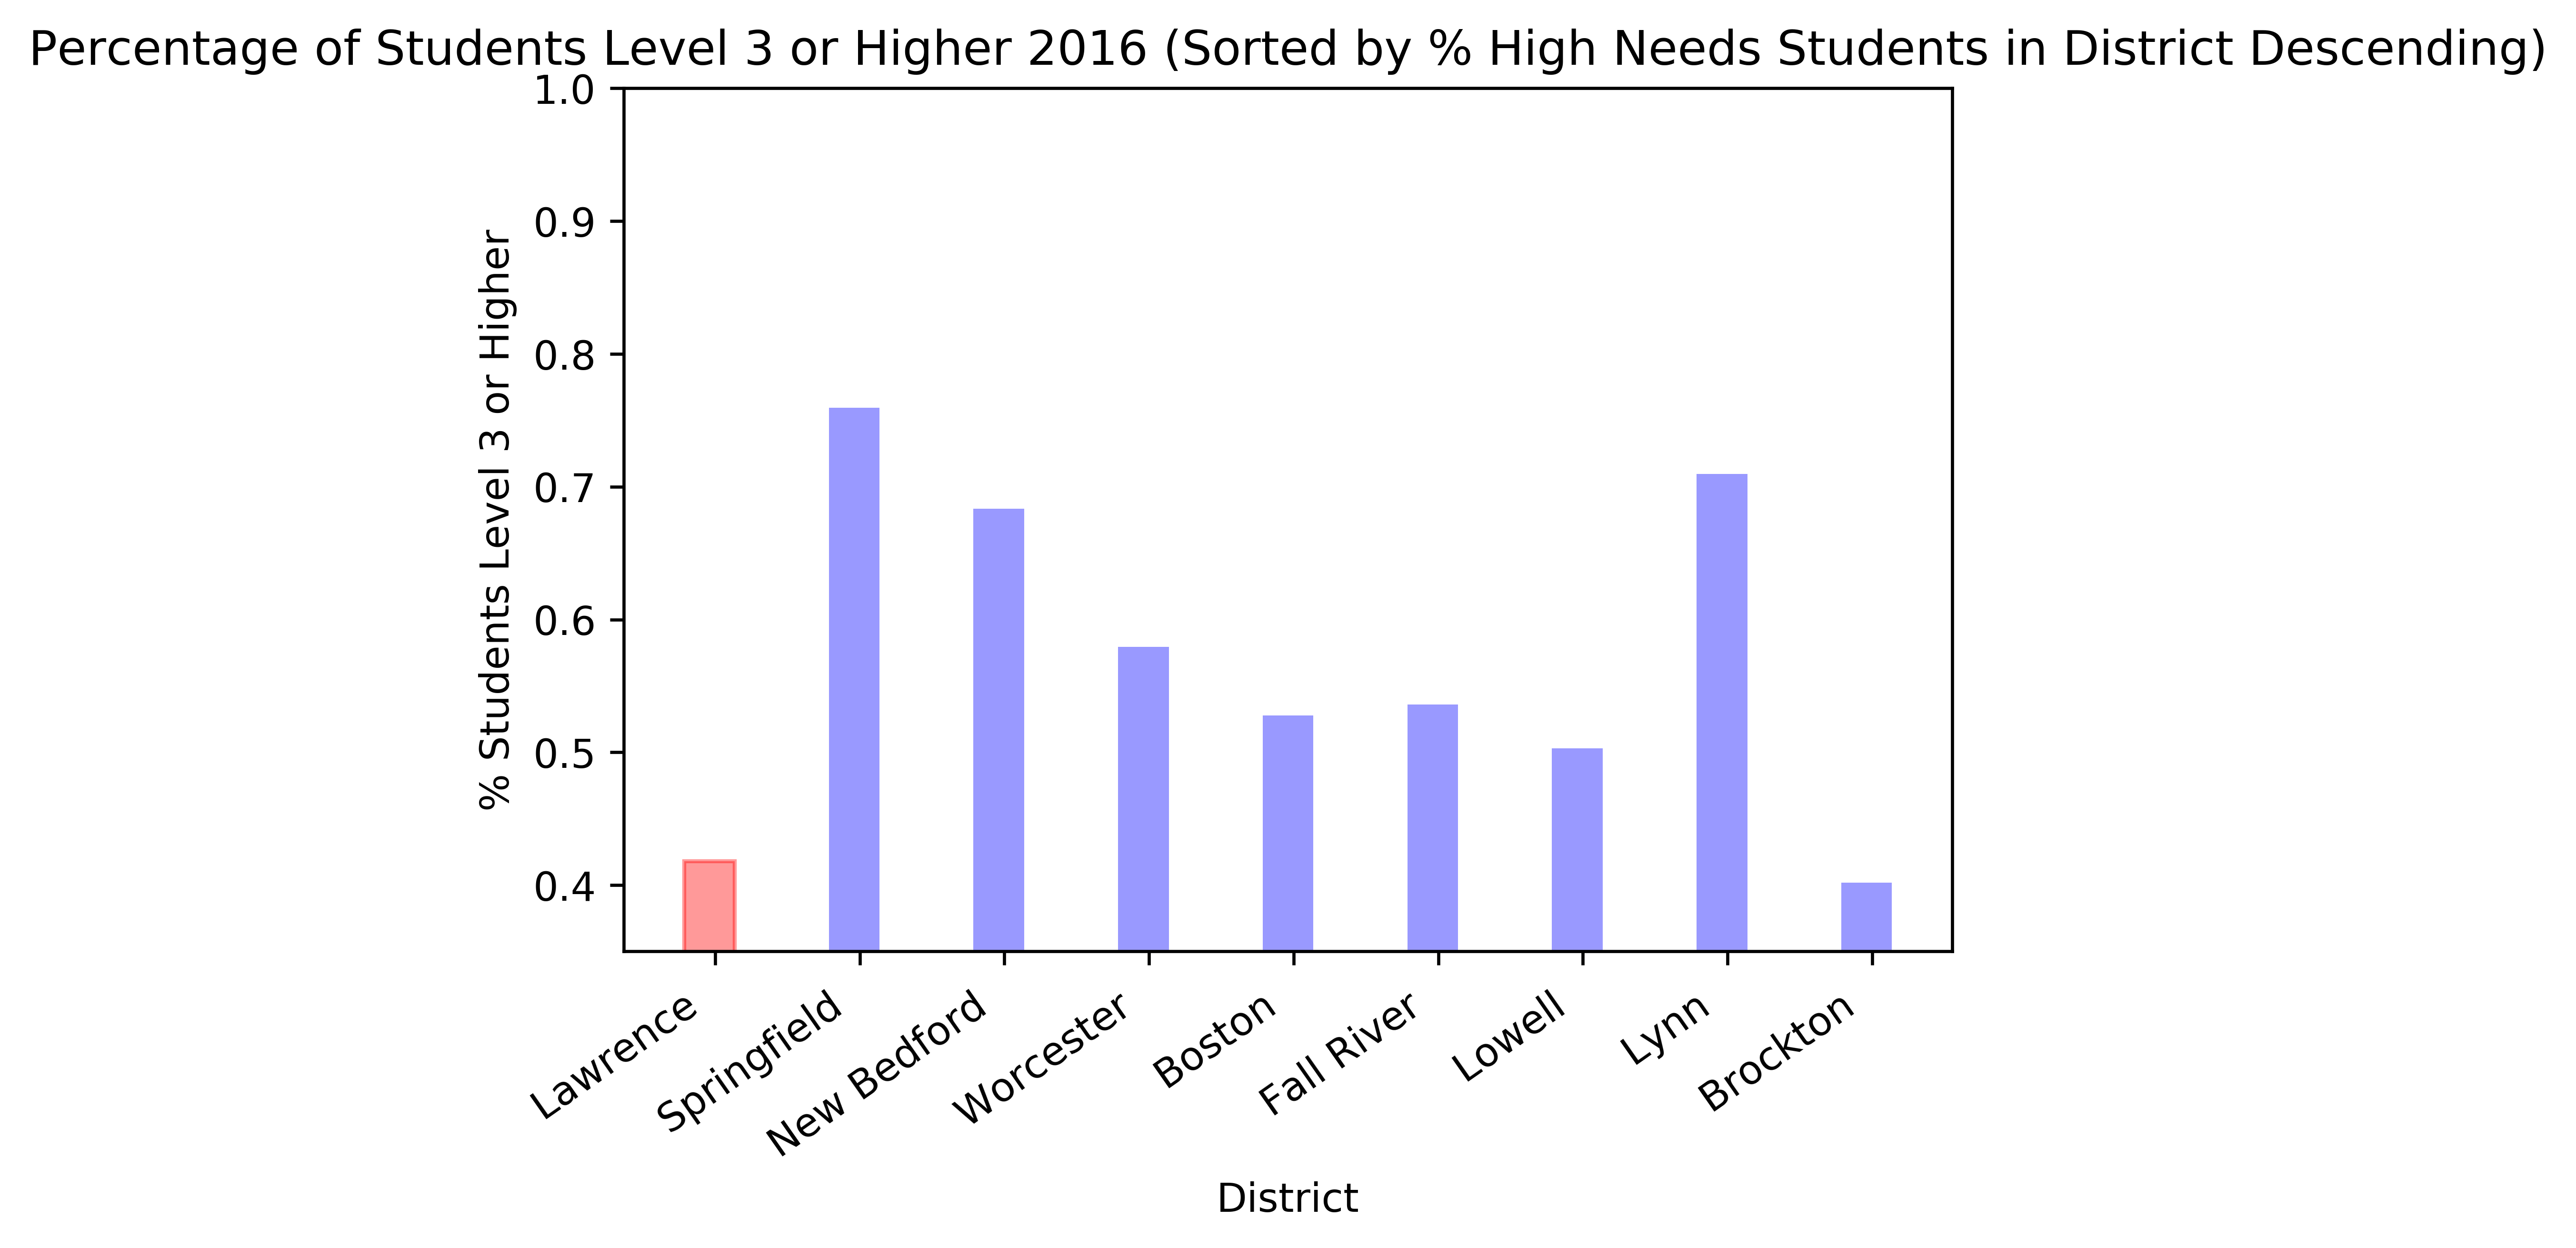 Percentage of Students Level 3 or Higher 2016 (Sorted by % High Needs Students in District Descending)
1.0
0.9
0.8
0.7
0.6
0.5
0.4
% Students Level 3 or Higher
Lawrence
Springfield
New Bedford
Worcester
Boston
Fall River
Lowell
Lynn
Brockton
District